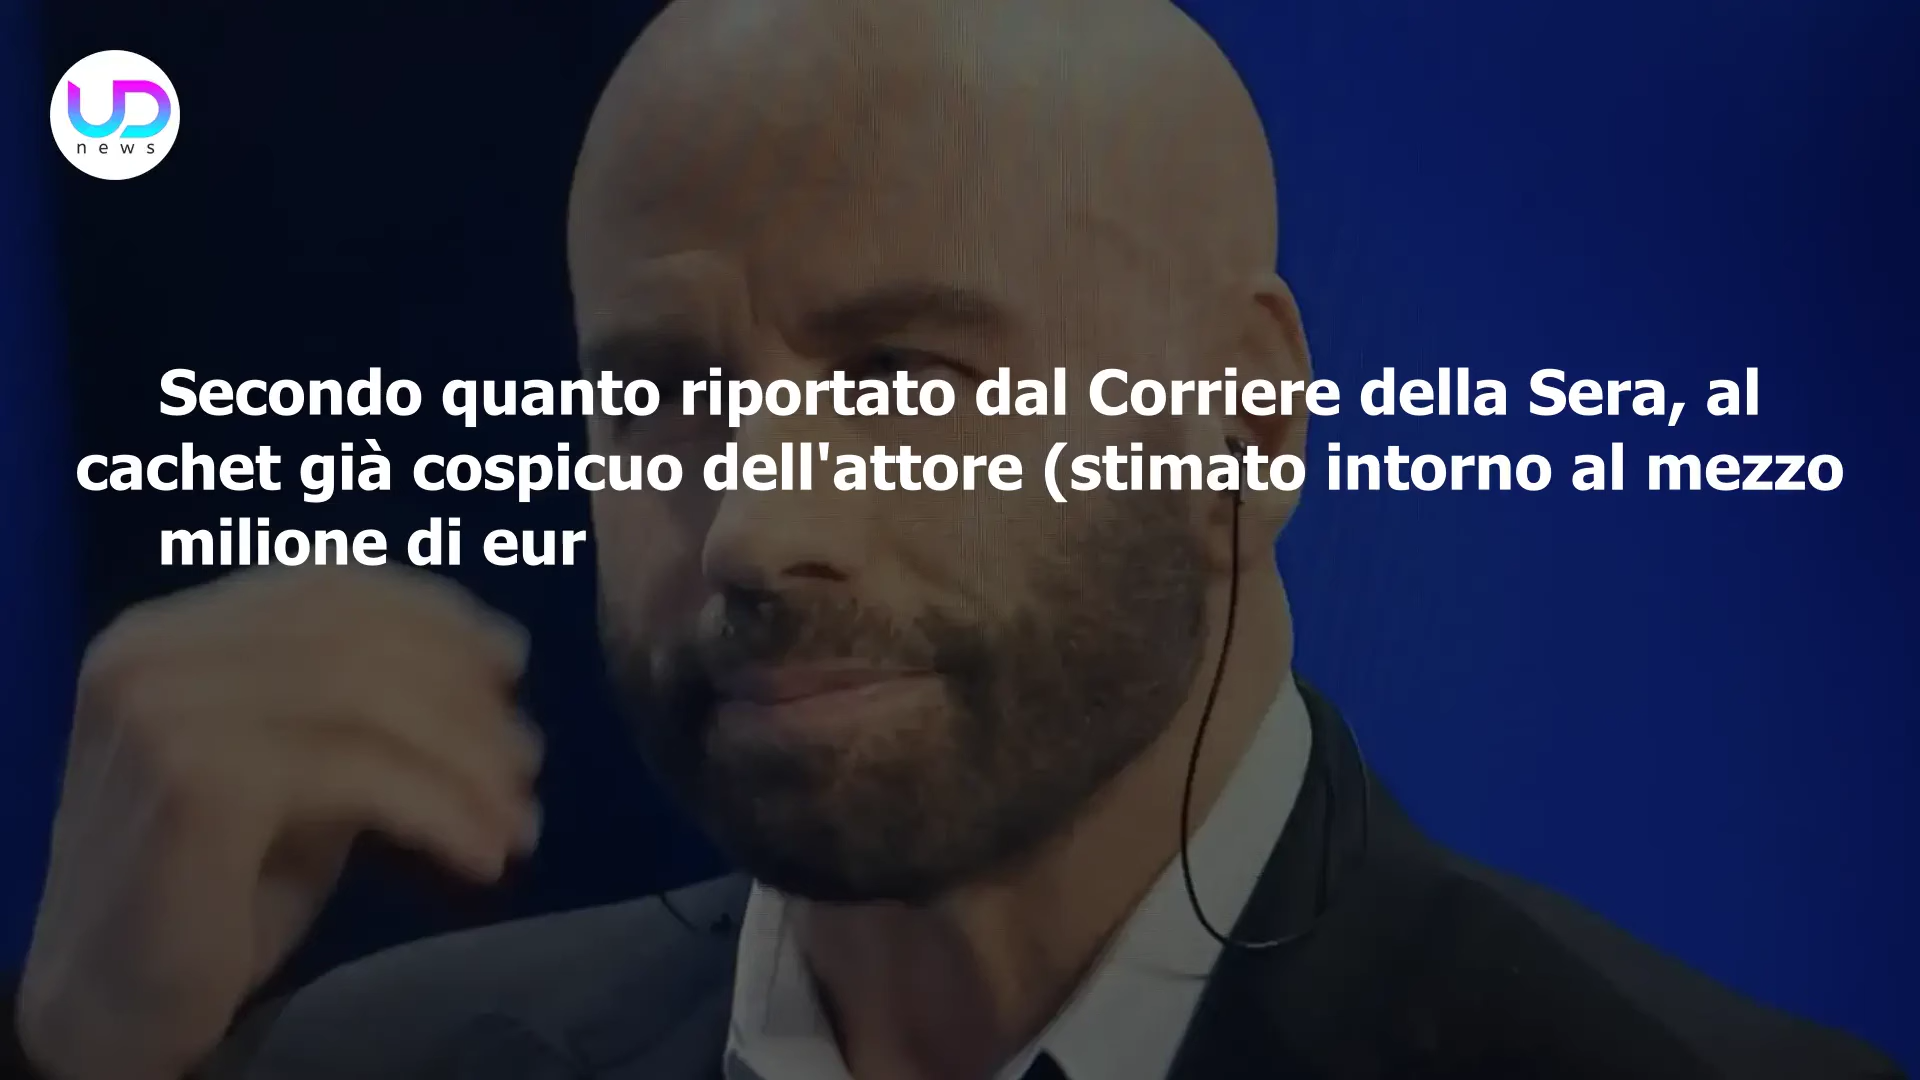 UD
news
Secondo quanto riportato dal Corriere della Sera, al
cachet già cospicuo dell'attore (stimato intorno al mezzo
milione di eur